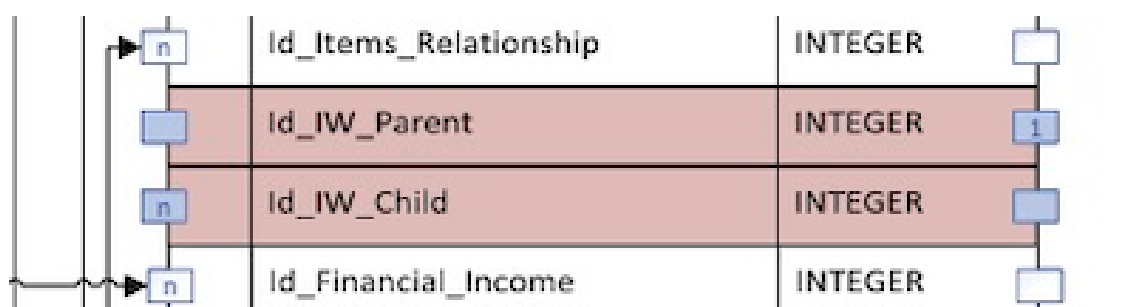 n Id_Items_Relationship INTEGER
Id_IW_Parent INTEGER 1
n Id_IW_Child INTEGER
n Id_Financial_Income INTEGER